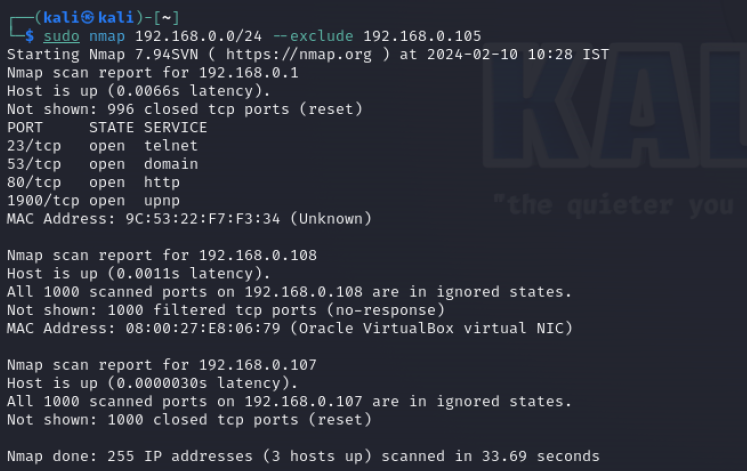 ┌──(kali㉿kali)-[~]
└─$ sudo nmap 192.168.0.0/24 --exclude 192.168.0.105
Starting Nmap 7.94SVN ( https://nmap.org ) at 2024-02-10 10:28 IST
Nmap scan report for 192.168.0.1
Host is up (0.0066s latency).
Not shown: 996 closed tcp ports (reset)
PORT     STATE SERVICE
23/tcp   open  telnet
53/tcp   open  domain
80/tcp   open  http
1900/tcp open  upnp
MAC Address: 9C:53:22:F7:F3:34 (Unknown)
"the quieter you
Nmap scan report for 192.168.0.108
Host is up (0.0011s latency).
All 1000 scanned ports on 192.168.0.108 are in ignored states.
Not shown: 1000 filtered tcp ports (no-response)
MAC Address: 08:00:27:E8:06:79 (Oracle VirtualBox virtual NIC)
Nmap scan report for 192.168.0.107
Host is up (0.0000030s latency).
All 1000 scanned ports on 192.168.0.107 are in ignored states.
Not shown: 1000 closed tcp ports (reset)
Nmap done: 255 IP addresses (3 hosts up) scanned in 33.69 seconds